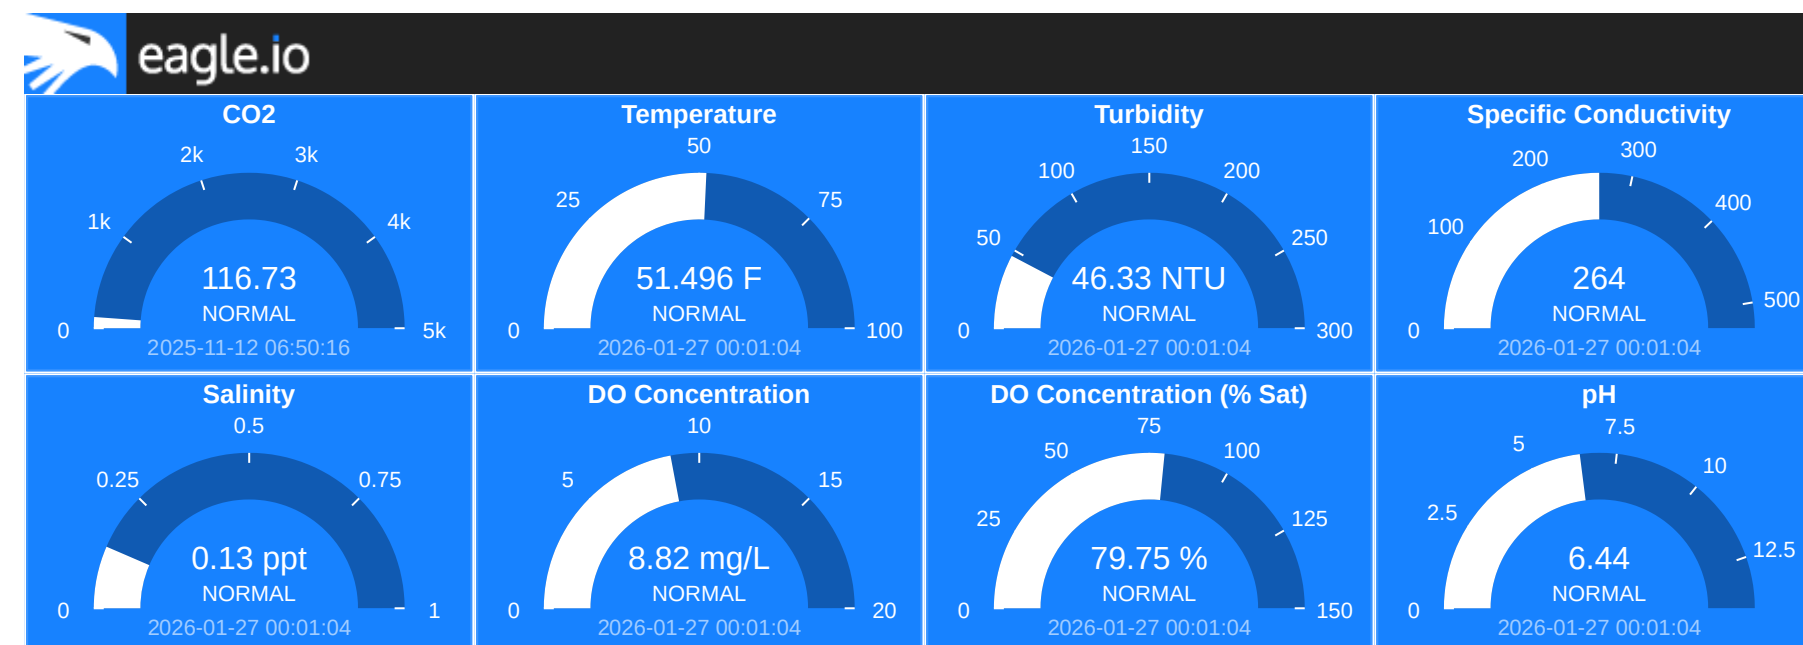 eagle.io
CO2
0
1k
2k
3k
4k
5k
116.73
NORMAL
2025-11-12 06:50:16
Temperature
0
25
50
75
100
51.496 F
NORMAL
2026-01-27 00:01:04
Turbidity
0
50
100
150
200
250
300
46.33 NTU
NORMAL
2026-01-27 00:01:04
Specific Conductivity
0
100
200
300
400
500
264
NORMAL
2026-01-27 00:01:04
Salinity
0
0.25
0.5
0.75
1
0.13 ppt
NORMAL
2026-01-27 00:01:04
DO Concentration
0
5
10
15
20
8.82 mg/L
NORMAL
2026-01-27 00:01:04
DO Concentration (% Sat)
0
25
50
75
100
125
150
79.75 %
NORMAL
2026-01-27 00:01:04
pH
0
2.5
5
7.5
10
12.5
6.44
NORMAL
2026-01-27 00:01:04